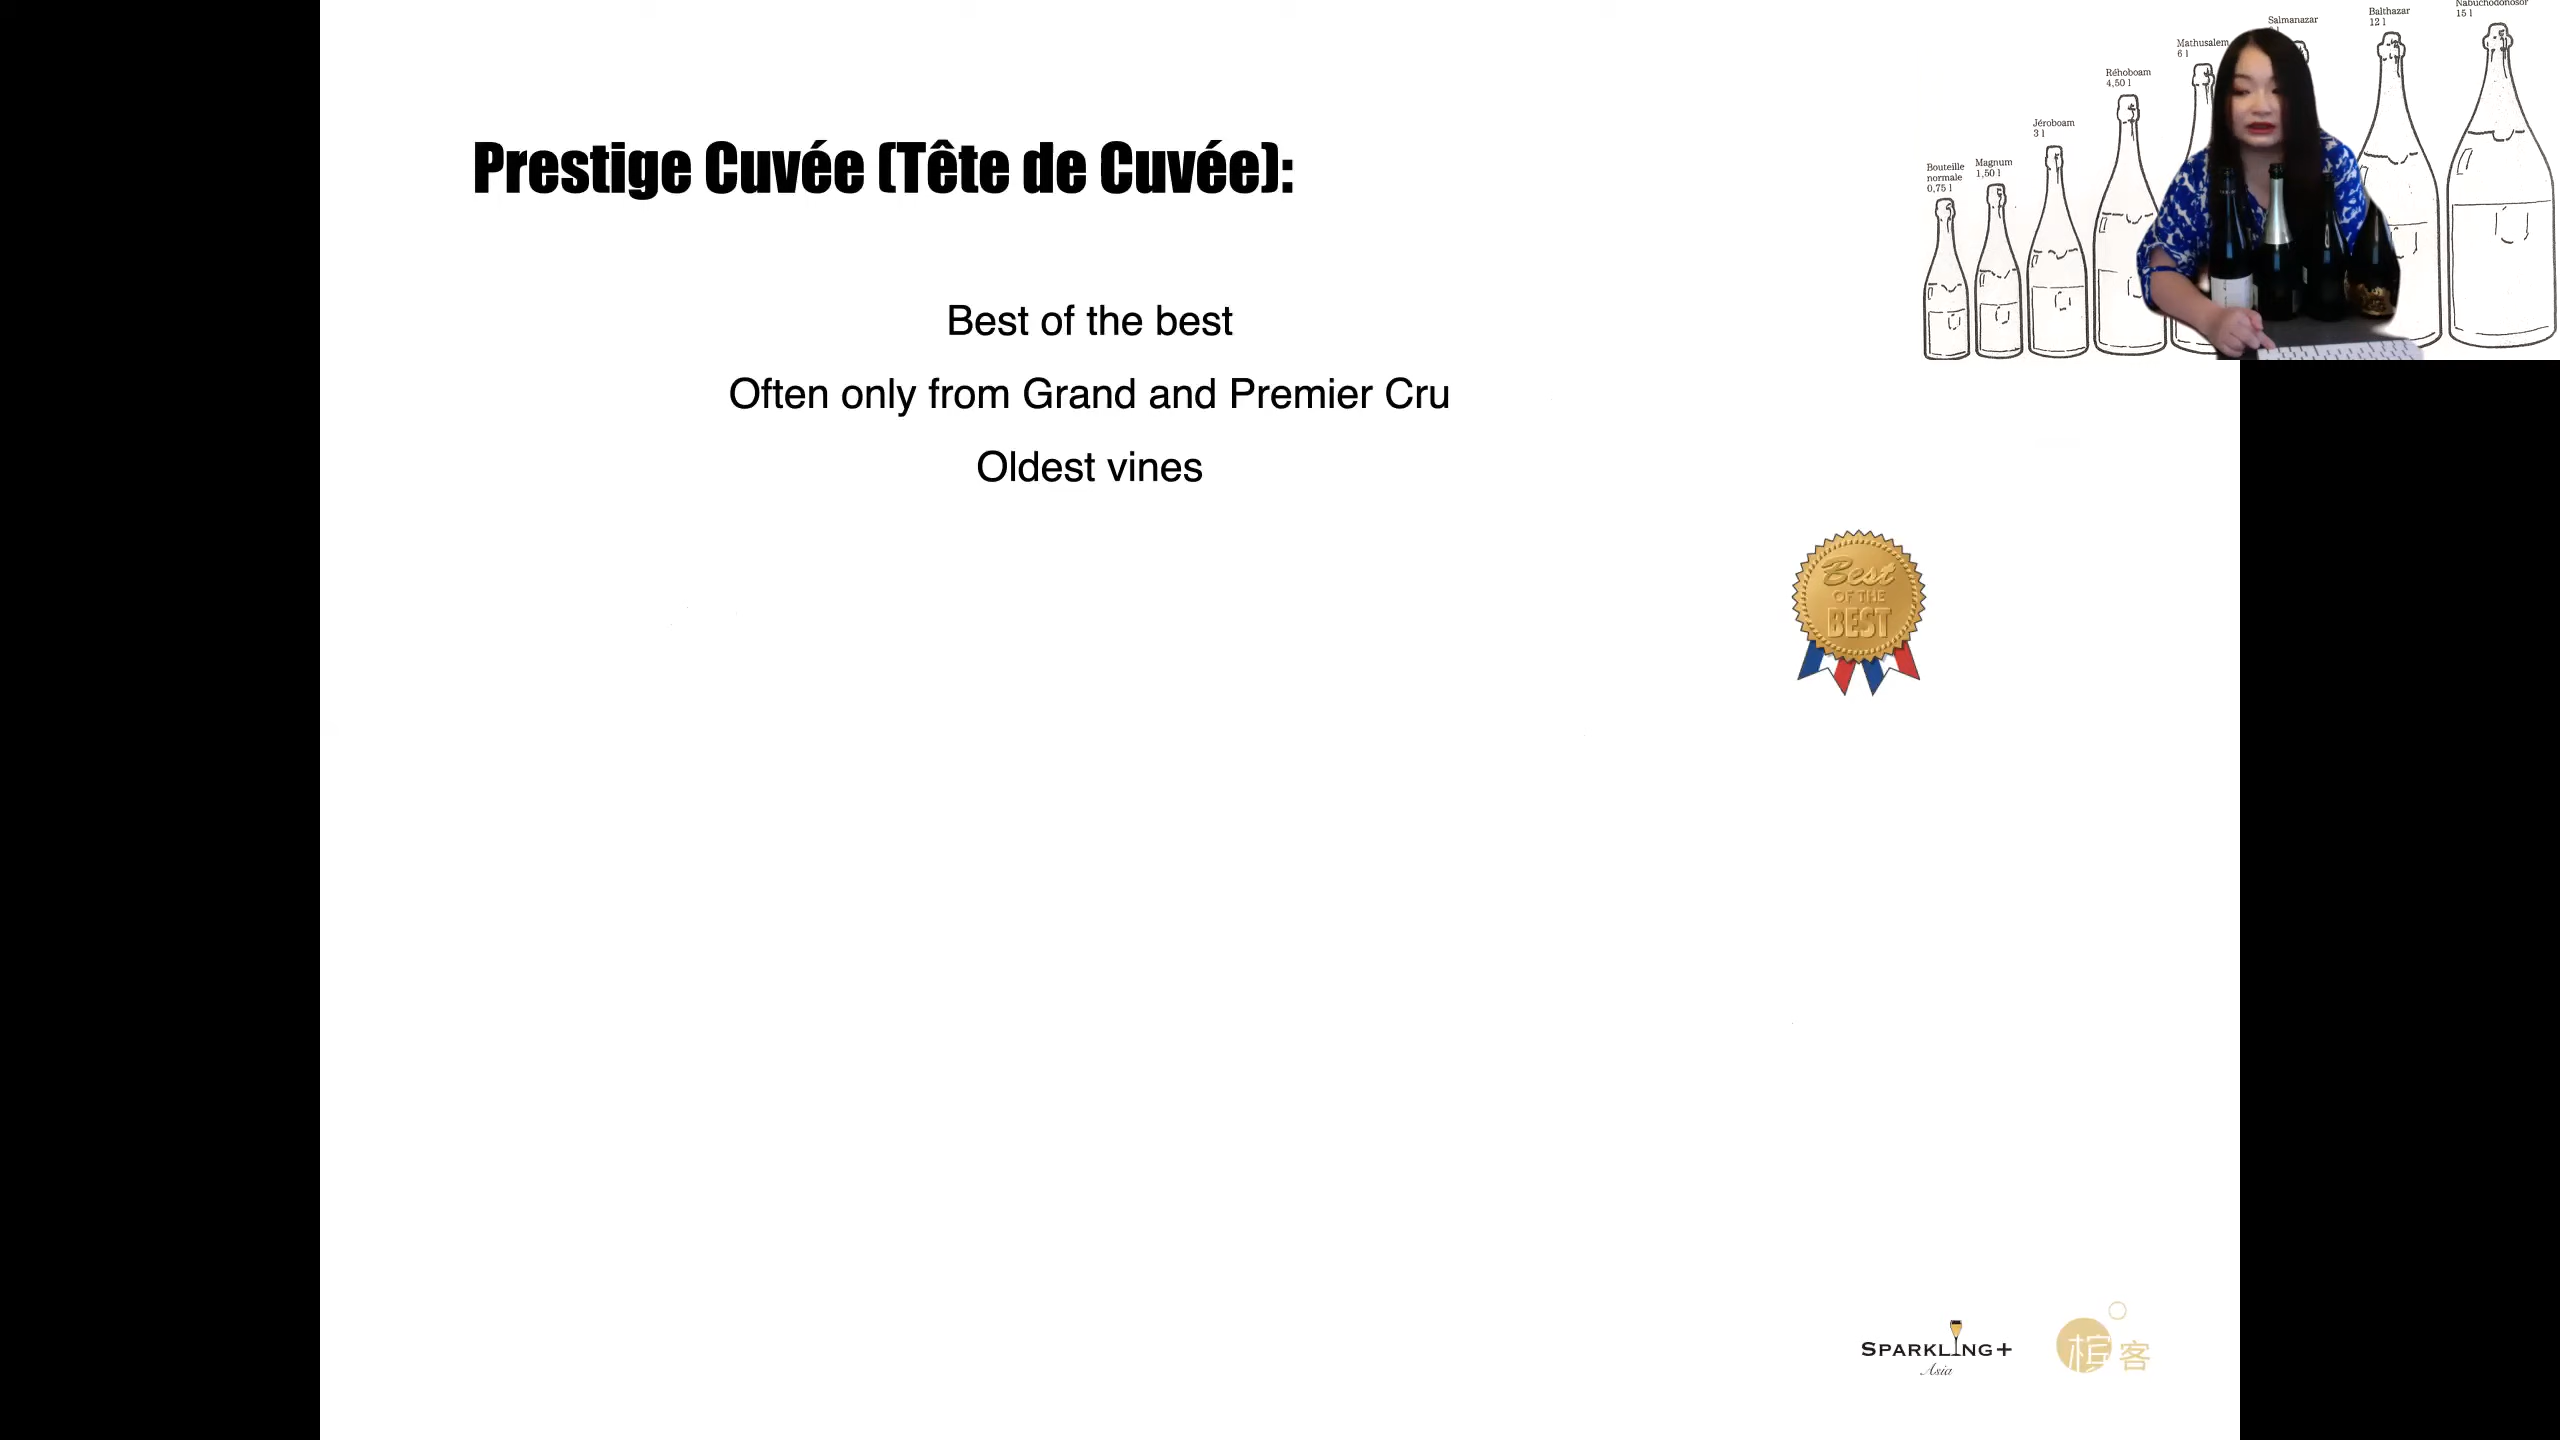 Nabuchodonosor
15 l
Balthazar
12 l
Salmanazar
Mathusalem
6 l
Réhoboam
4,50 l
Jéroboam
3 l
Magnum
1,50 l
Bouteille
normale
0,75 l
Prestige Cuvée (Tête de Cuvée):
Best of the best
Often only from Grand and Premier Cru
Oldest vines
Best
OF THE
BEST
SPARKLING+
Asia
槟客